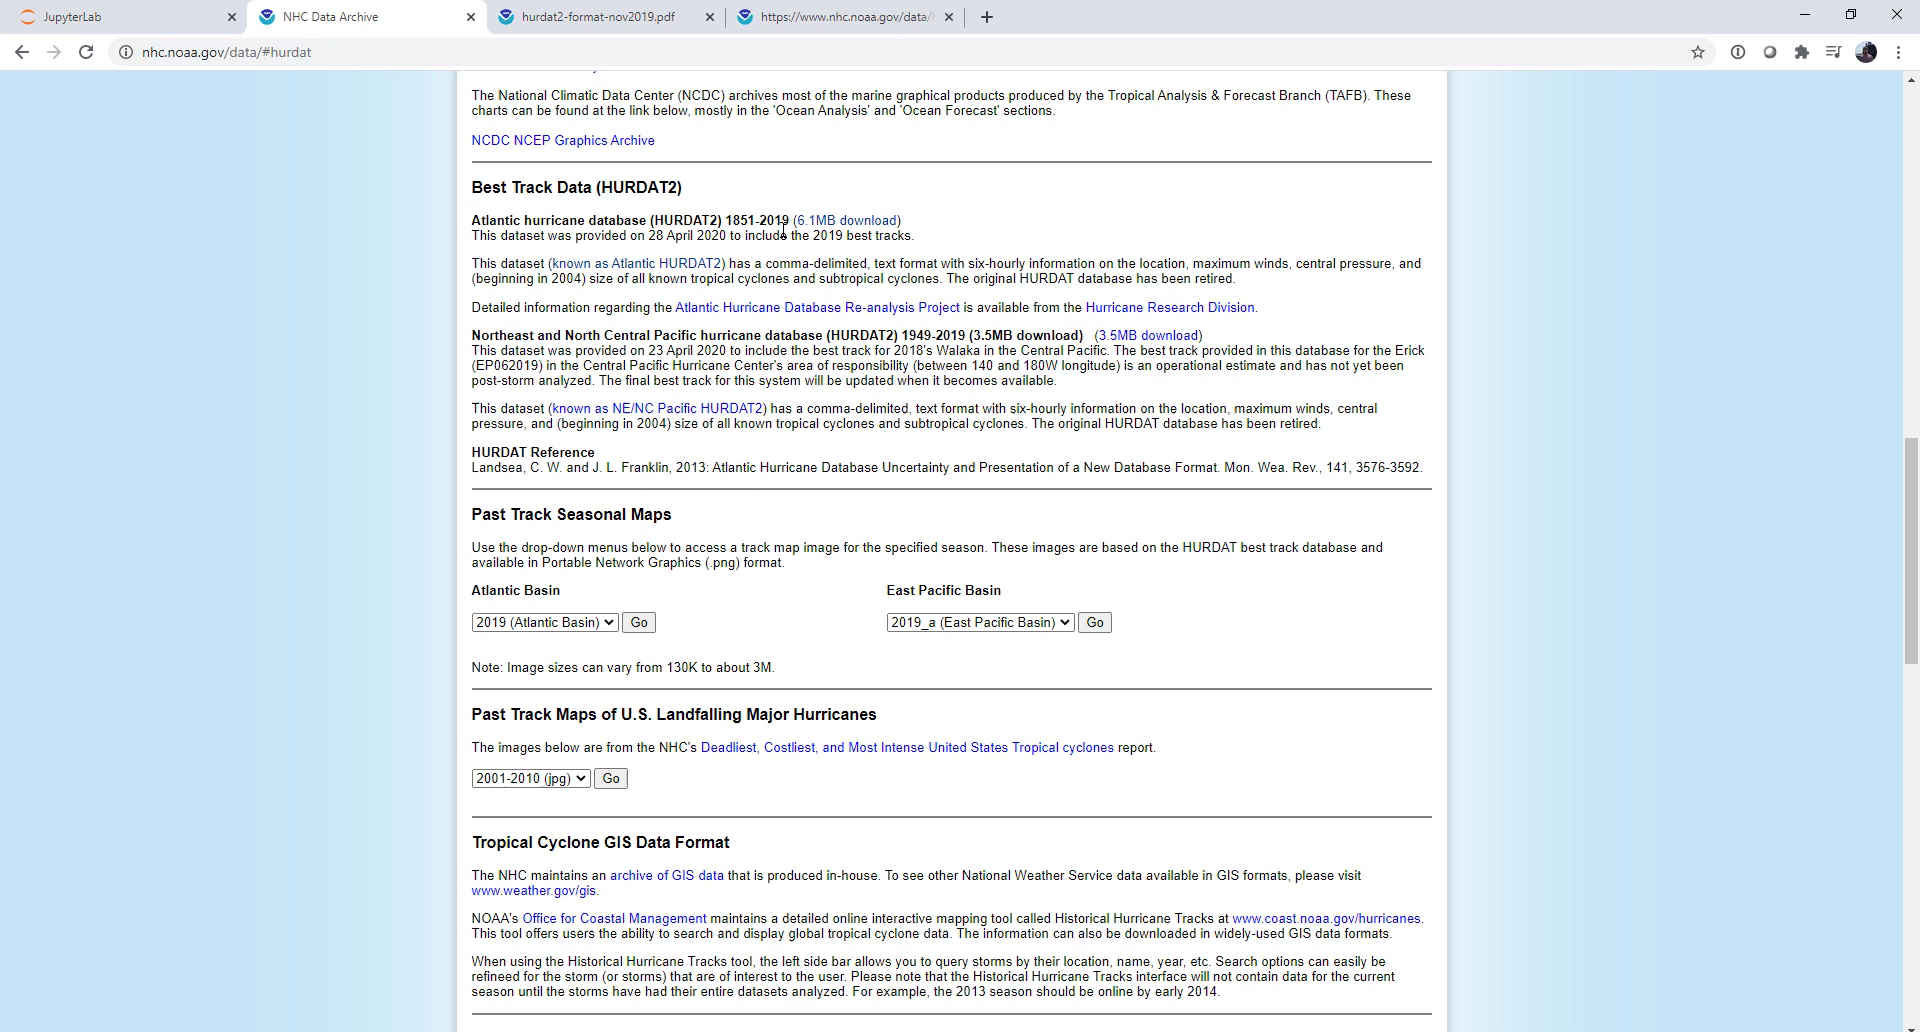 JupyterLab
NHC Data Archive
hurdat2-format-nov2019.pdf
https://www.nhc.noaa.gov/data/
nhc.noaa.gov/data/#hurdat
The National Climatic Data Center (NCDC) archives most of the marine graphical products produced by the Tropical Analysis & Forecast Branch (TAFB). These
charts can be found at the link below, mostly in the 'Ocean Analysis' and 'Ocean Forecast' sections.
NCDC NCEP Graphics Archive
Best Track Data (HURDAT2)
Atlantic hurricane database (HURDAT2) 1851-2019 (6.1MB download)
This dataset was provided on 28 April 2020 to include the 2019 best tracks.
This dataset (known as Atlantic HURDAT2) has a comma-delimited, text format with six-hourly information on the location, maximum winds, central pressure, and
(beginning in 2004) size of all known tropical cyclones and subtropical cyclones. The original HURDAT database has been retired.
Detailed information regarding the Atlantic Hurricane Database Re-analysis Project is available from the Hurricane Research Division.
Northeast and North Central Pacific hurricane database (HURDAT2) 1949-2019 (3.5MB download) (3.5MB download)
This dataset was provided on 23 April 2020 to include the best track for 2018's Walaka in the Central Pacific. The best track provided in this database for the Erick
(EP062019) in the Central Pacific Hurricane Center's area of responsibility (between 140 and 180W longitude) is an operational estimate and has not yet been
post-storm analyzed. The final best track for this system will be updated when it becomes available.
This dataset (known as NE/NC Pacific HURDAT2) has a comma-delimited, text format with six-hourly information on the location, maximum winds, central
pressure, and (beginning in 2004) size of all known tropical cyclones and subtropical cyclones. The original HURDAT database has been retired.
HURDAT Reference
Landsea, C. W. and J. L. Franklin, 2013: Atlantic Hurricane Database Uncertainty and Presentation of a New Database Format. Mon. Wea. Rev., 141, 3576-3592.
Past Track Seasonal Maps
Use the drop-down menus below to access a track map image for the specified season. These images are based on the HURDAT best track database and
available in Portable Network Graphics (.png) format.
Atlantic Basin East Pacific Basin
2019 (Atlantic Basin) Go 2019_a (East Pacific Basin) Go
Note: Image sizes can vary from 130K to about 3M.
Past Track Maps of U.S. Landfalling Major Hurricanes
The images below are from the NHC's Deadliest, Costliest, and Most Intense United States Tropical cyclones report.
2001-2010 (jpg) Go
Tropical Cyclone GIS Data Format
The NHC maintains an archive of GIS data that is produced in-house. To see other National Weather Service data available in GIS formats, please visit
www.weather.gov/gis.
NOAA's Office for Coastal Management maintains a detailed online interactive mapping tool called Historical Hurricane Tracks at www.coast.noaa.gov/hurricanes.
This tool offers users the ability to search and display global tropical cyclone data. The information can also be downloaded in widely-used GIS data formats.
When using the Historical Hurricane Tracks tool, the left side bar allows you to query storms by their location, name, year, etc. Search options can easily be
refineed for the storm (or storms) that are of interest to the user. Please note that the Historical Hurricane Tracks interface will not contain data for the current
season until the storms have had their entire datasets analyzed. For example, the 2013 season should be online by early 2014.